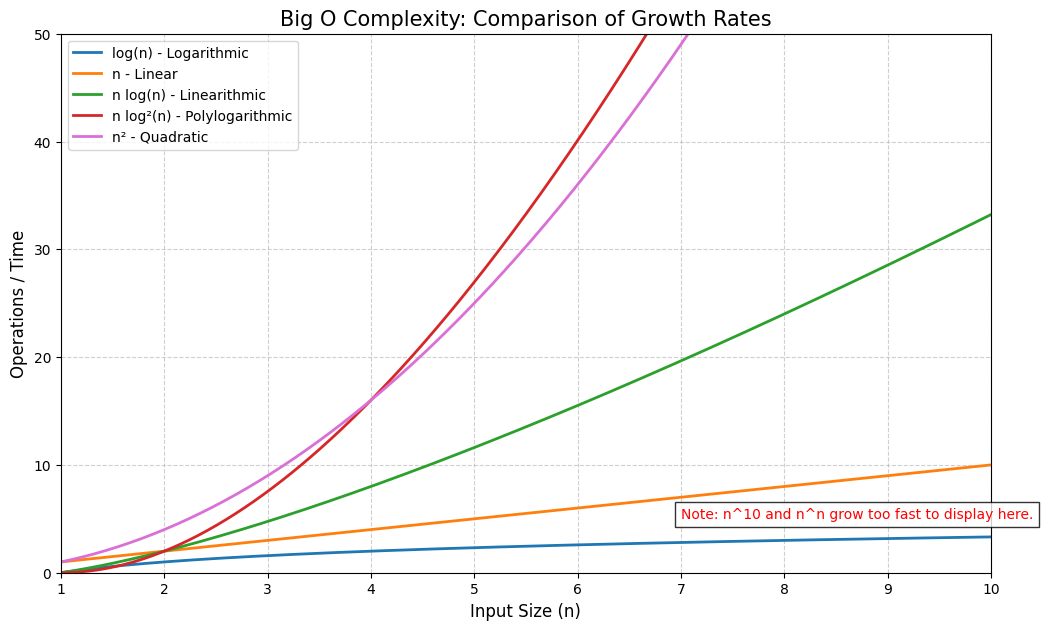 Big O Complexity: Comparison of Growth Rates
50
40
30
20
10
0
Operations / Time
log(n) - Logarithmic
n - Linear
n log(n) - Linearithmic
n log²(n) - Polylogarithmic
n² - Quadratic
Note: n^10 and n^n grow too fast to display here.
1 2 3 4 5 6 7 8 9 10
Input Size (n)